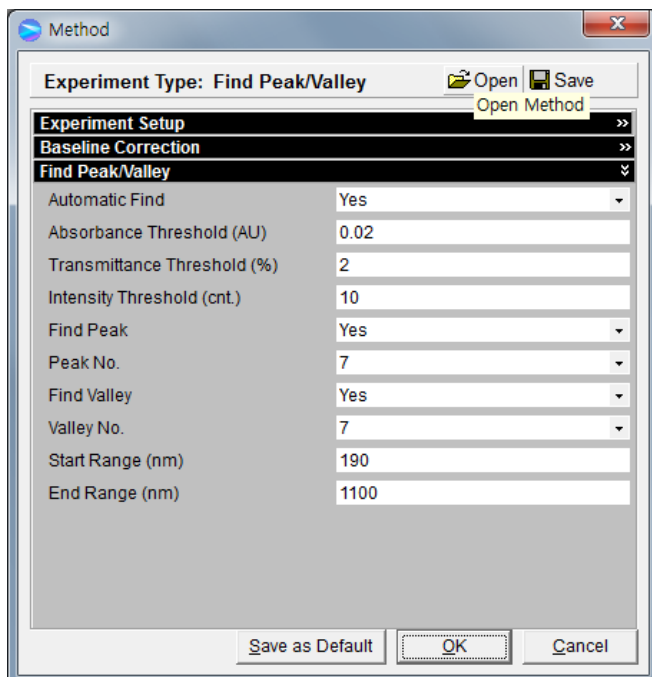 Method
Experiment Type: Find Peak/Valley Open Save
Open Method
Experiment Setup
Baseline Correction
Find Peak/Valley
Automatic Find Yes
Absorbance Threshold (AU) 0.02
Transmittance Threshold (%) 2
Intensity Threshold (cnt.) 10
Find Peak Yes
Peak No. 7
Find Valley Yes
Valley No. 7
Start Range (nm) 190
End Range (nm) 1100
Save as Default OK Cancel